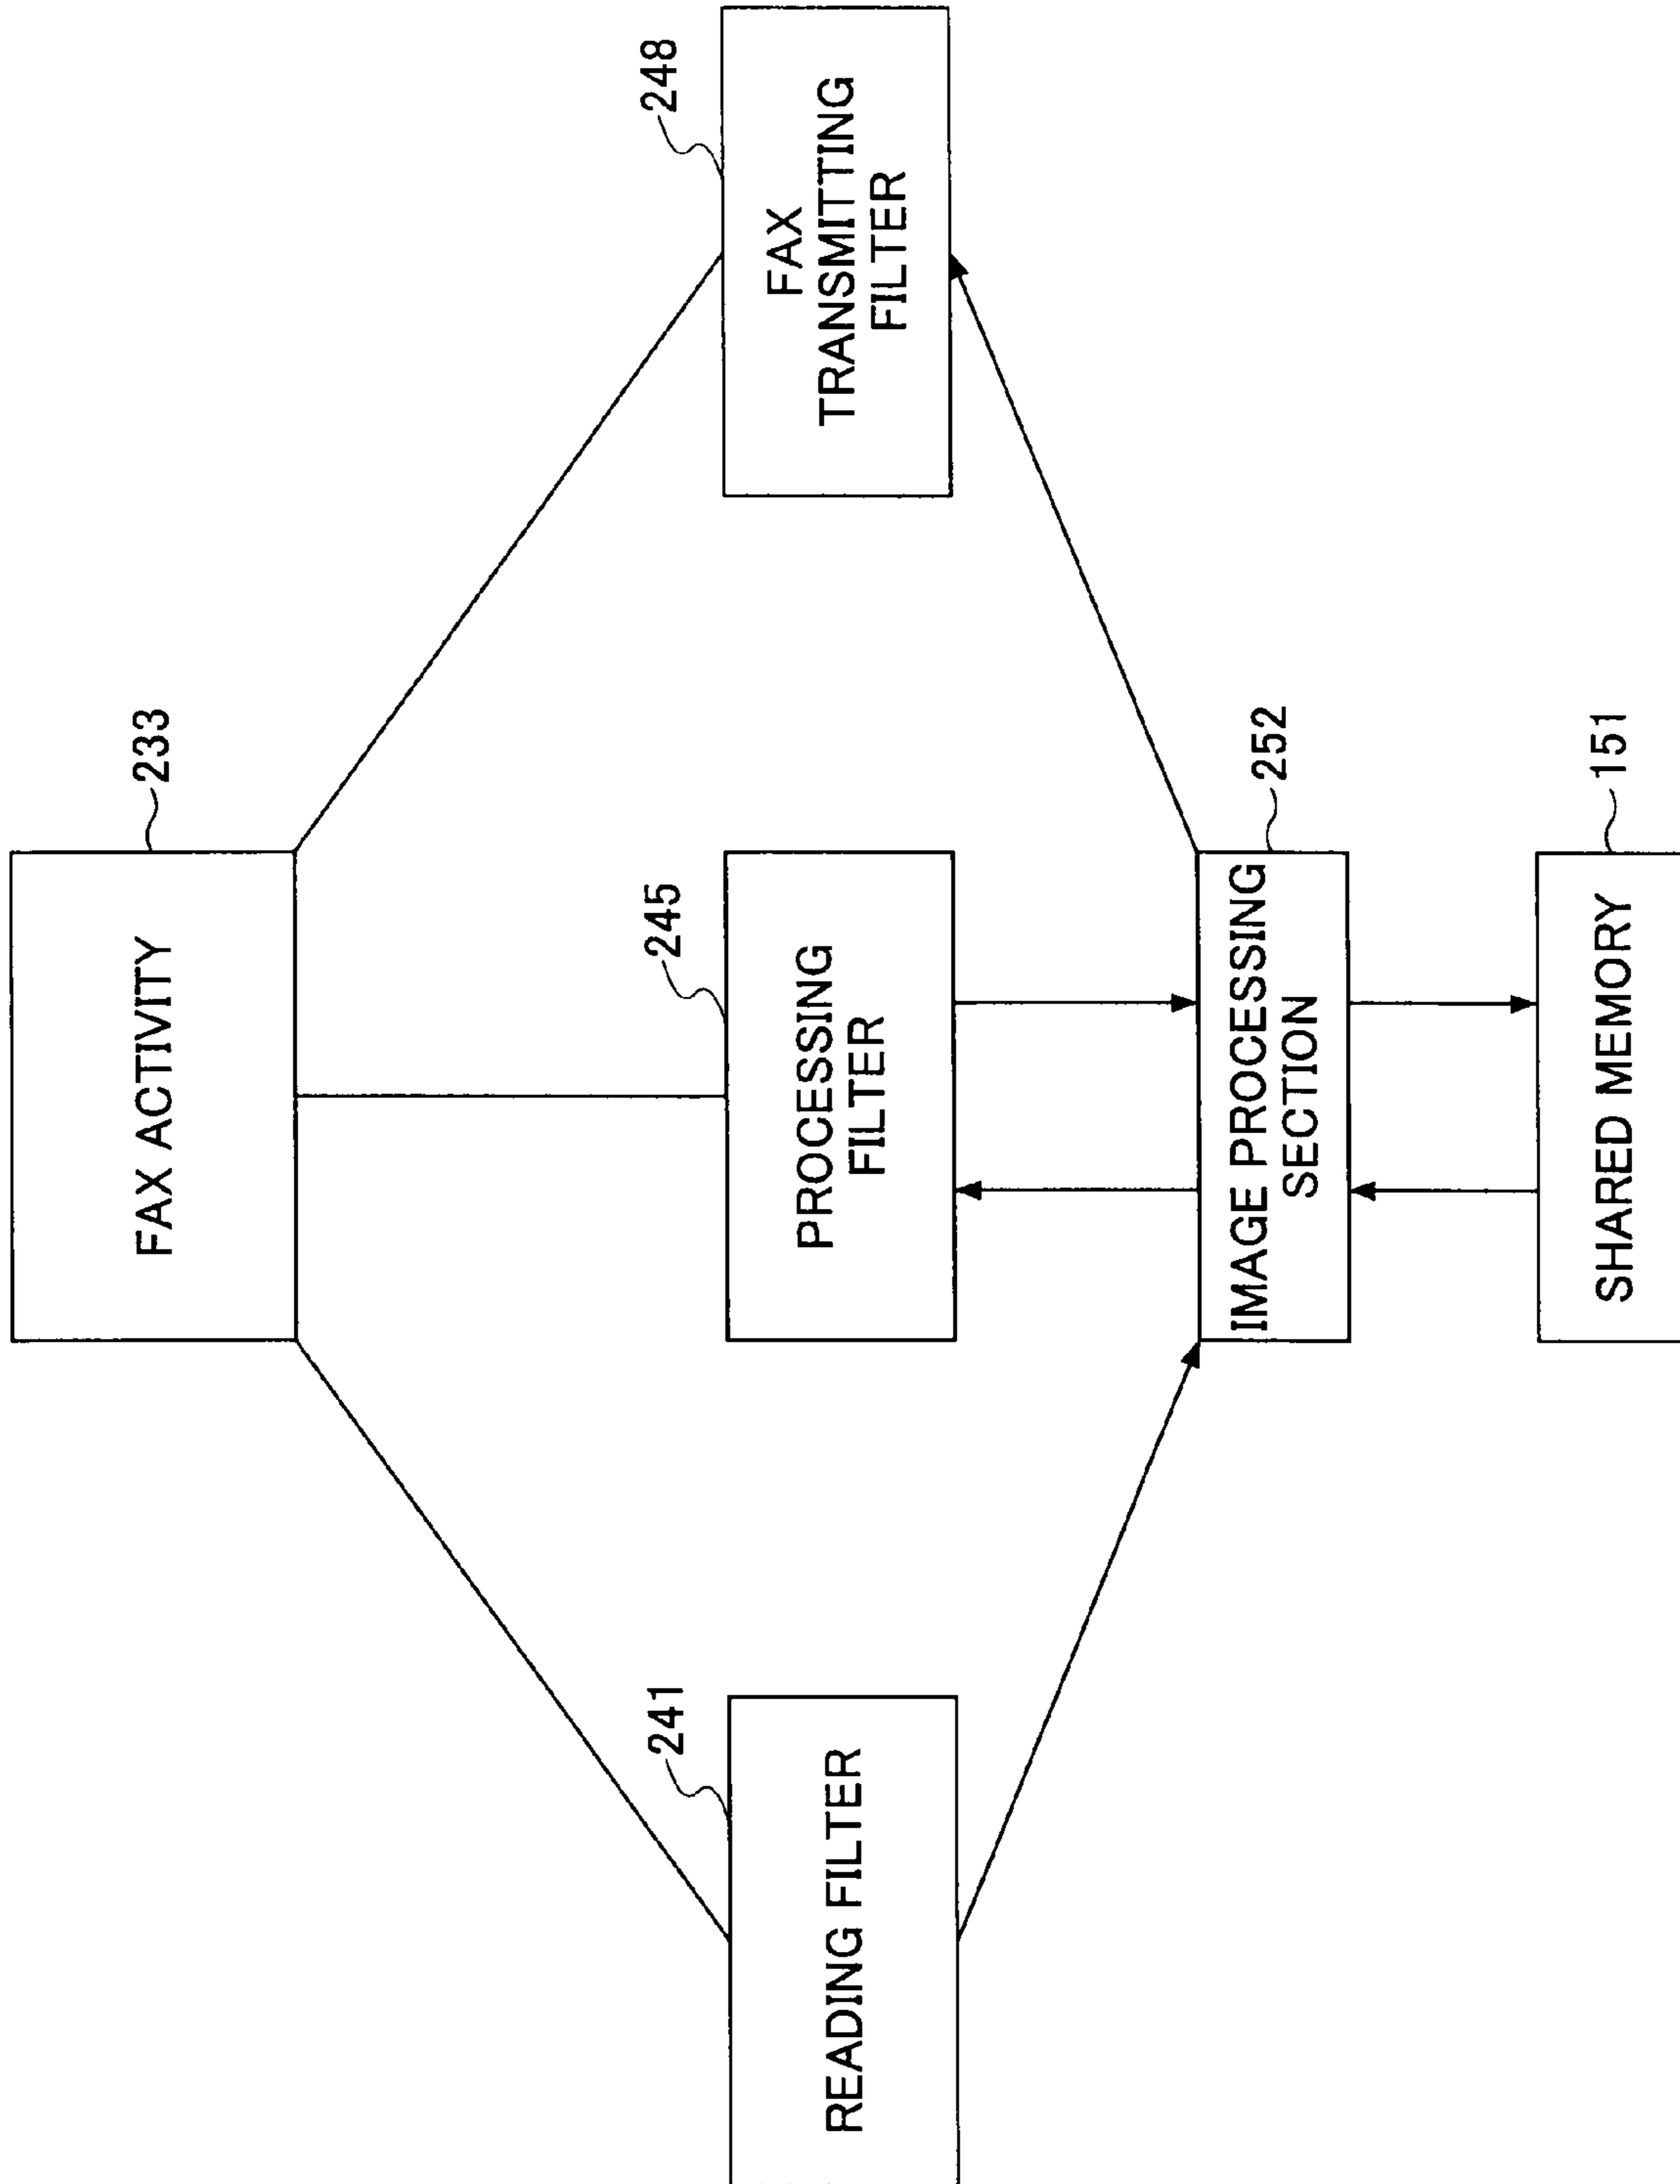 FAX ACTIVITY
233
READING FILTER
241
PROCESSING
FILTER
245
FAX
TRANSMITTING
FILTER
248
IMAGE PROCESSING
SECTION
252
SHARED MEMORY
151